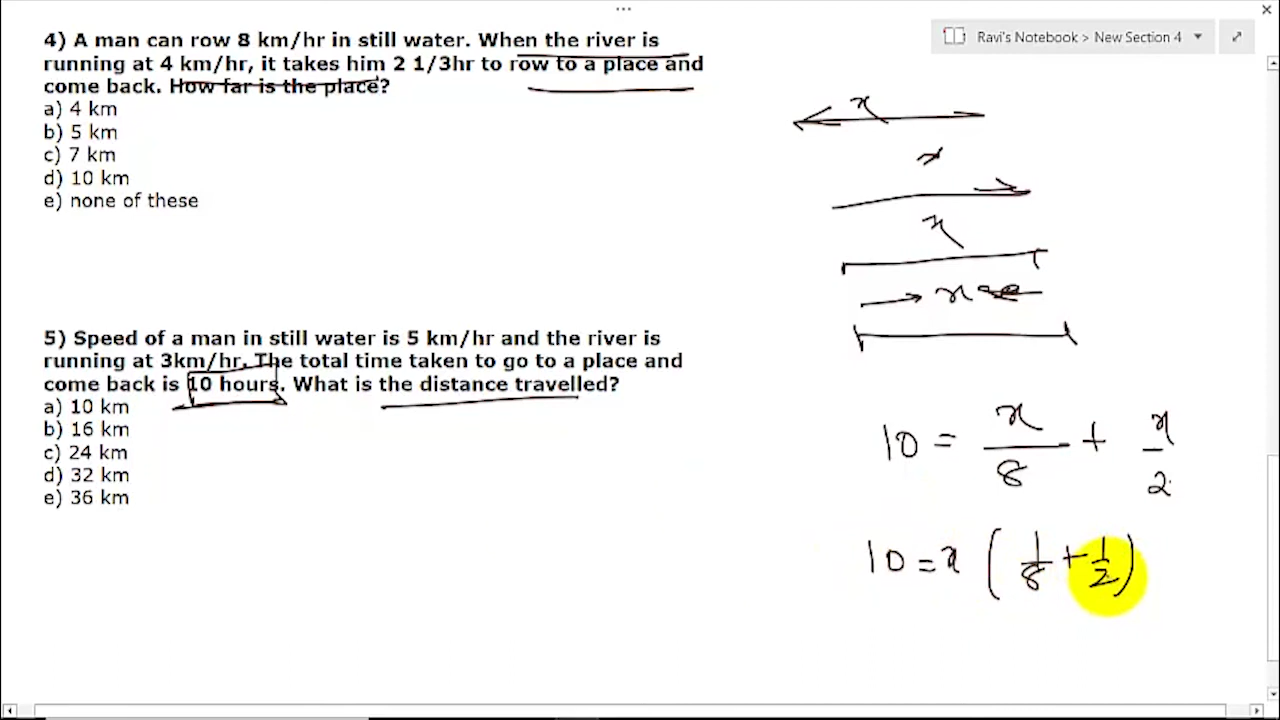 ...
Ravi's Notebook > New Section 4
4) A man can row 8 km/hr in still water. When the river is
running at 4 km/hr, it takes him 2 1/3hr to row to a place and
come back. How far is the place?
a) 4 km
b) 5 km
c) 7 km
d) 10 km
e) none of these
x
x
x
x
5) Speed of a man in still water is 5 km/hr and the river is
running at 3km/hr. The total time taken to go to a place and
come back is 10 hours. What is the distance travelled?
a) 10 km
b) 16 km
c) 24 km
d) 32 km
e) 36 km
10 = x/8 + x/2
10 = x (1/8 + 1/2)